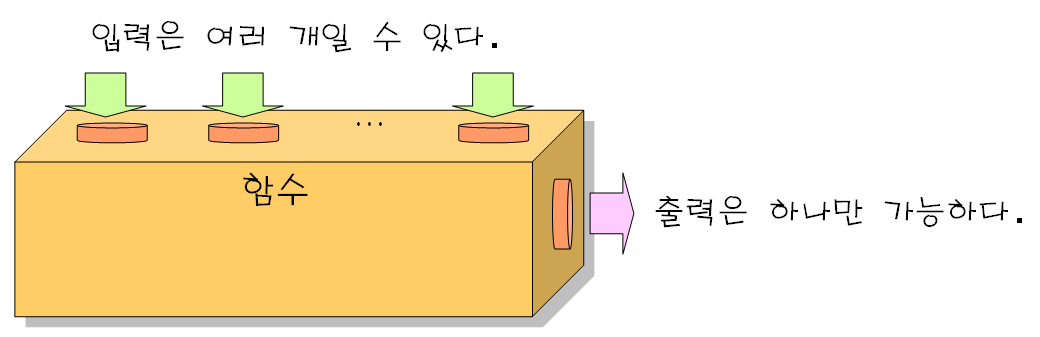 입력은 여러 개일 수 있다.
...
함수
출력은 하나만 가능하다.